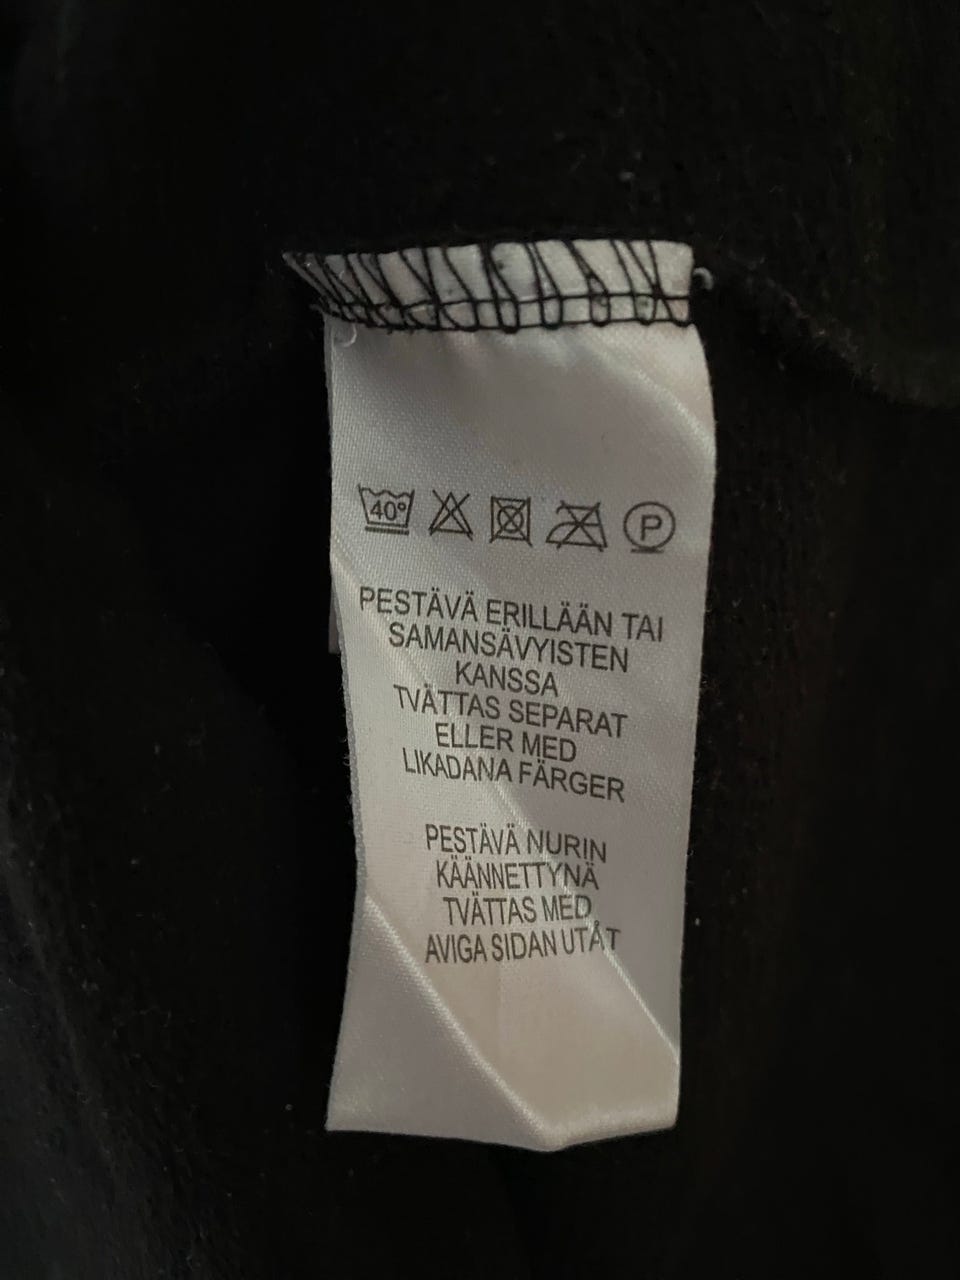 40°
P
PESTÄVÄ ERILLÄÄN TAI
SAMANSÄVYISTEN
KANSSA
TVÄTTAS SEPARAT
ELLER MED
LIKADANA FÄRGER
PESTÄVÄ NURIN
KÄÄNNETTYNÄ
TVÄTTAS MED
AVIGA SIDAN UTÅT